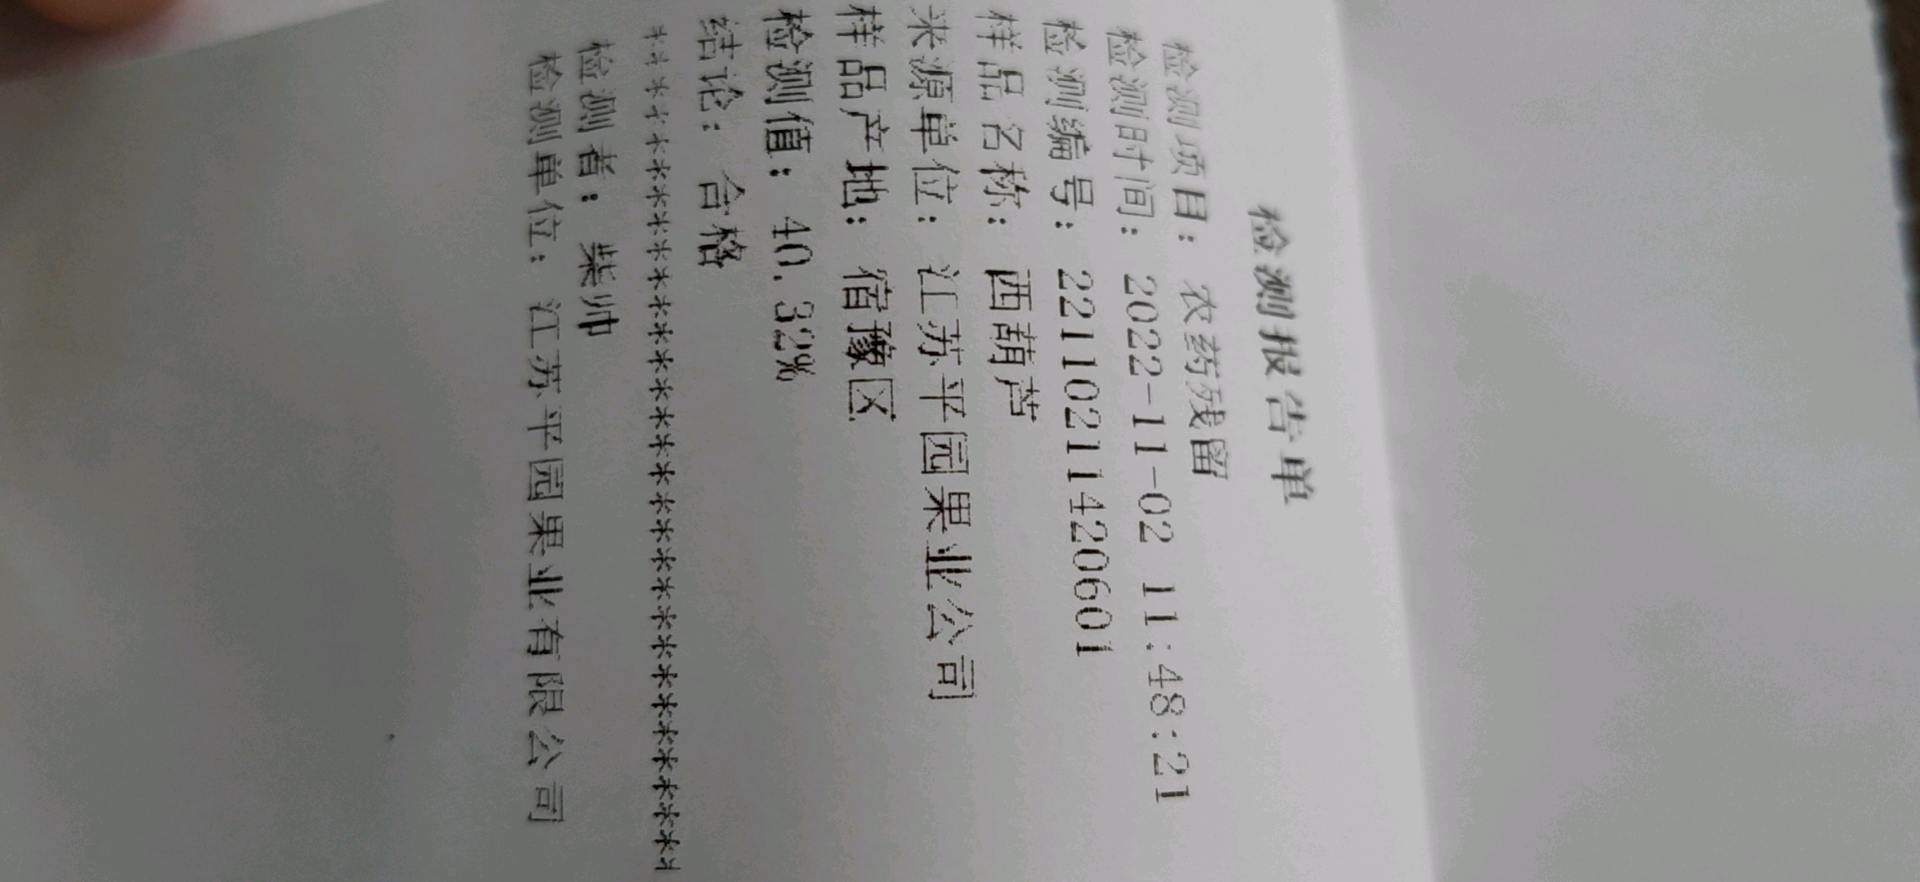 检测报告单
检测项目：农药残留
检测时间：2022-11-02 11:48:21
检测编号：221102114206​01
样品名称：西葫芦
来源单位：江苏平园果业公司
样品产地：宿豫区
检测值：40.32%
结论：合格
******************************
检测者：柴帅
检测单位：江苏平园果业有限公司